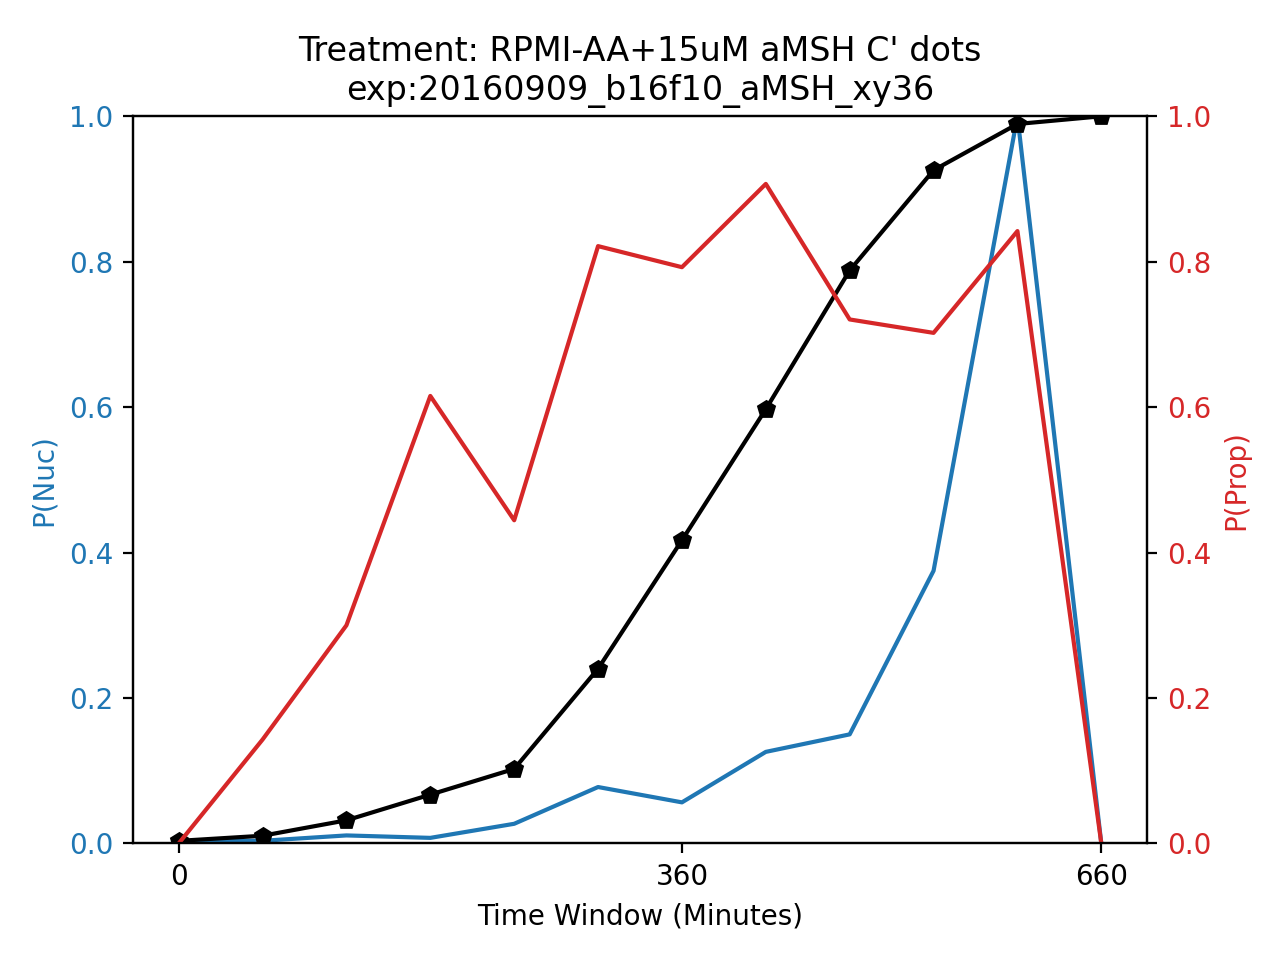 Treatment: RPMI-AA+15uM aMSH C' dots
exp:20160909_b16f10_aMSH_xy36
1.0
0.8
0.6
0.4
0.2
0.0
P(Nuc)
1.0
0.8
0.6
0.4
0.2
0.0
P(Prop)
0 360 660
Time Window (Minutes)